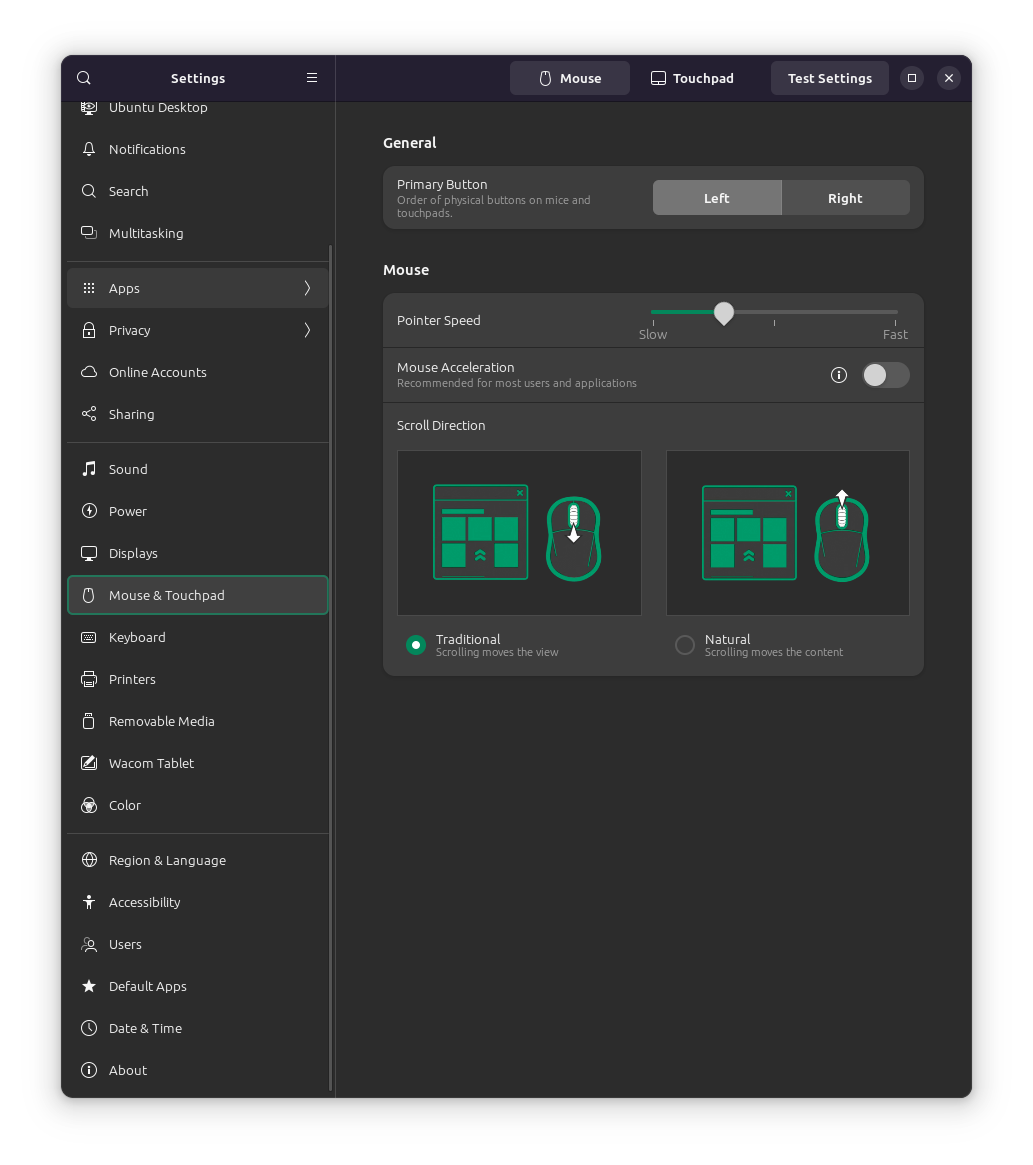 Settings
Mouse
Touchpad
Test Settings
Ubuntu Desktop
Notifications
Search
Multitasking
Apps
Privacy
Online Accounts
Sharing
Sound
Power
Displays
Mouse & Touchpad
Keyboard
Printers
Removable Media
Wacom Tablet
Color
Region & Language
Accessibility
Users
Default Apps
Date & Time
About
General
Primary Button
Order of physical buttons on mice and
touchpads.
Left
Right
Mouse
Pointer Speed
Slow
Fast
Mouse Acceleration
Recommended for most users and applications
Scroll Direction
Traditional
Scrolling moves the view
Natural
Scrolling moves the content